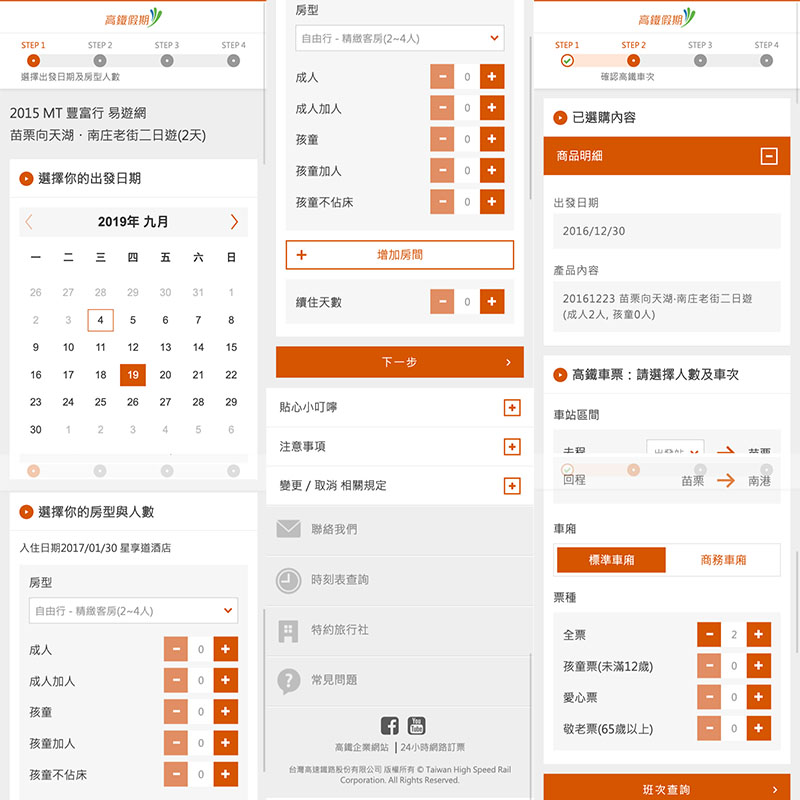 高鐵假期
STEP 1 STEP 2 STEP 3 STEP 4
選擇出發日期及房型人數
2015 MT 豐富行 易遊網
苗栗向天湖‧南庄老街二日遊(2天)
選擇你的出發日期
2019年 九月
一 二 三 四 五 六 日
26 27 28 29 30 31 1
2 3 4 5 6 7 8
9 10 11 12 13 14 15
16 17 18 19 20 21 22
23 24 25 26 27 28 29
30 1 2 3 4 5 6
選擇你的房型與人數
入住日期2017/01/30 星享道酒店
房型
自由行 - 精緻客房(2~4人)
成人 - 0 +
成人加人 - 0 +
孩童 - 0 +
孩童加人 - 0 +
孩童不佔床 - 0 +
房型
自由行 - 精緻客房(2~4人)
成人 - 0 +
成人加人 - 0 +
孩童 - 0 +
孩童加人 - 0 +
孩童不佔床 - 0 +
+ 增加房間
續住天數 - 0 +
下一步
貼心小叮嚀
注意事項
變更 / 取消 相關規定
聯絡我們
時刻表查詢
特約旅行社
常見問題
f You Tube
高鐵企業網站 | 24小時網路訂票
台灣高速鐵路股份有限公司 版權所有 © Taiwan High Speed Rail
Corporation. All Rights Reserved.
高鐵假期
STEP 1 STEP 2 STEP 3 STEP 4
確認高鐵車次
已選購內容
商品明細
出發日期
2016/12/30
產品內容
20161223 苗栗向天湖‧南庄老街二日遊
(成人2人, 孩童0人)
高鐵車票：請選擇人數及車次
車站區間
去程 出發站 苗栗
回程 苗栗 南港
車廂
標準車廂 商務車廂
票種
全票 - 2 +
孩童票(未滿12歲) - 0 +
愛心票 - 0 +
敬老票(65歲以上) - 0 +
班次查詢